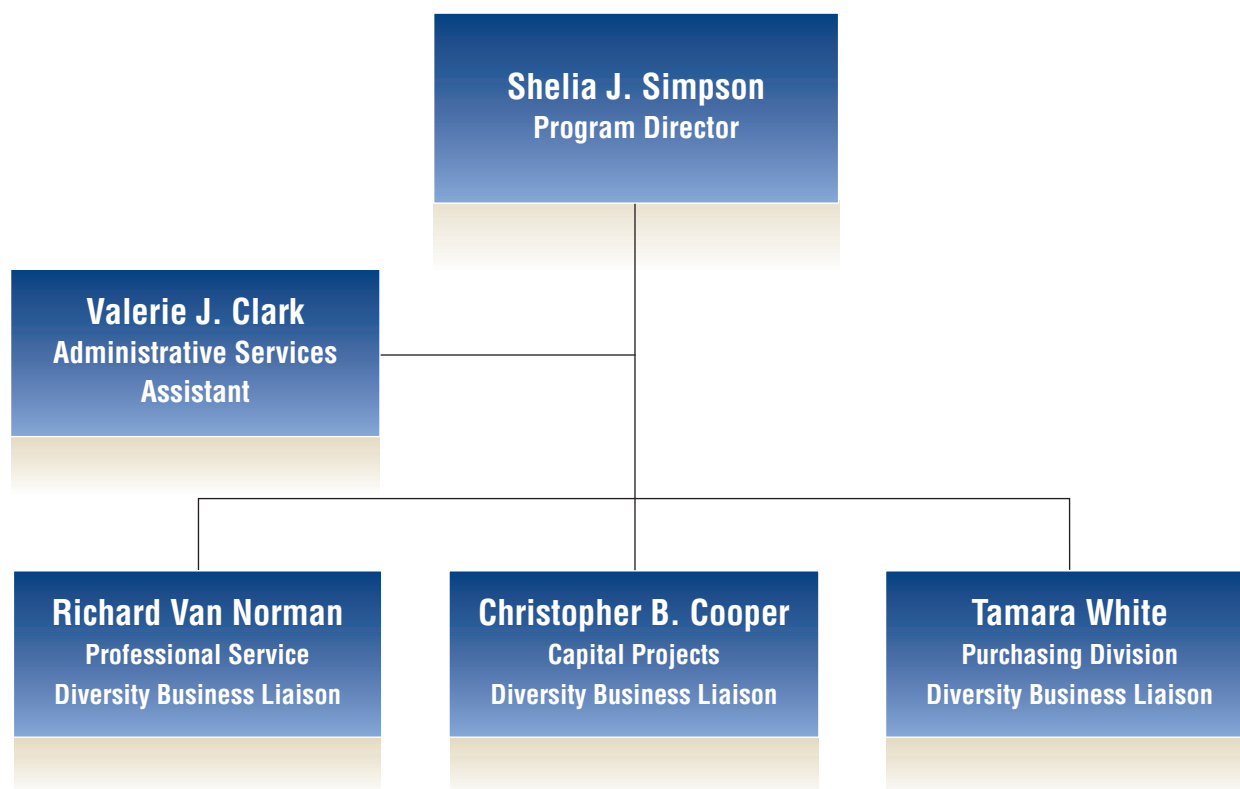 Shelia J. Simpson
Program Director
Valerie J. Clark
Administrative Services
Assistant
Richard Van Norman
Professional Service
Diversity Business Liaison
Christopher B. Cooper
Capital Projects
Diversity Business Liaison
Tamara White
Purchasing Division
Diversity Business Liaison